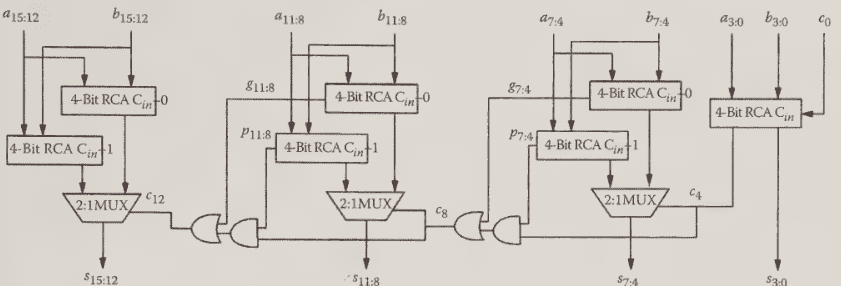 a15:12 b15:12 a11:8 b11:8 a7:4 b7:4 a3:0 b3:0 c0
4-Bit RCA Cin–0
g11:8
4-Bit RCA Cin–0
g7:4
4-Bit RCA Cin–0
4-Bit RCA Cin
4-Bit RCA Cin–1
p11:8
4-Bit RCA Cin–1
p7:4
4-Bit RCA Cin–1
2:1MUX
c12
2:1MUX
c8
2:1MUX
c4
s15:12 s11:8 s7:4 s3:0